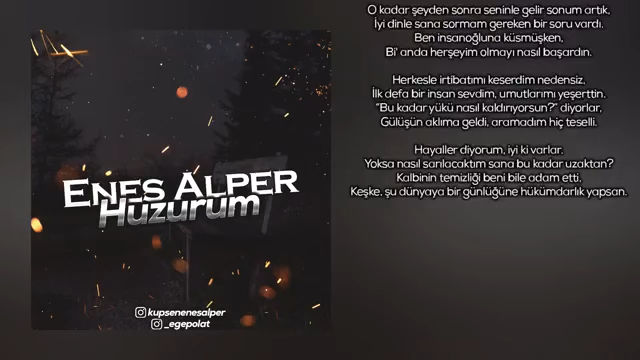 O kadar şeyden sonra seninle gelir sonum artık,
İyi dinle sana sormam gereken bir soru vardı.
Ben insanoğluna küsmüşken,
Bi' anda herşeyim olmayı nasıl başardın.
Herkesle irtibatımı keserdim nedensiz,
İlk defa bir insan sevdim, umutlarımı yeşerttin.
“Bu kadar yükü nasıl kaldırıyorsun?” diyorlar,
Gülüşün aklıma geldi, aramadım hiç teselli.
Hayaller diyorum, iyi ki varlar.
Yoksa nasıl sarılacaktım sana bu kadar uzaktan?
Kalbinin temizliği beni bile adam etti,
Keşke, şu dünyaya bir günlüğüne hükümdarlık yapsan.
ENES ALPER
Huzurum
kupsenenesalper
_egepolat